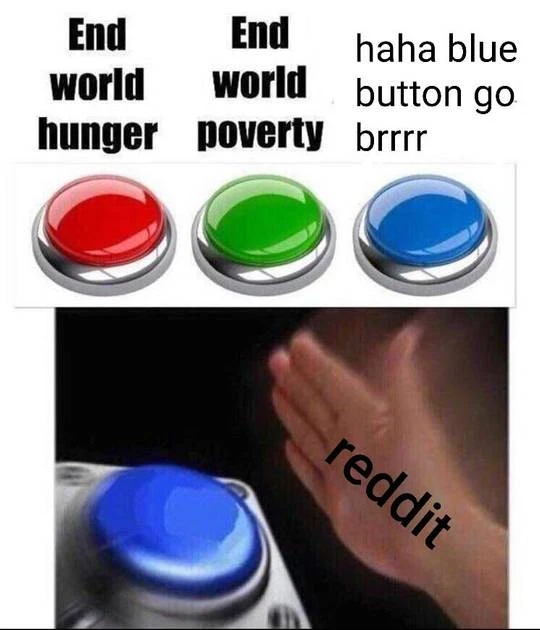 End
world
hunger
End
world
poverty
haha blue
button go
brrrr
reddit